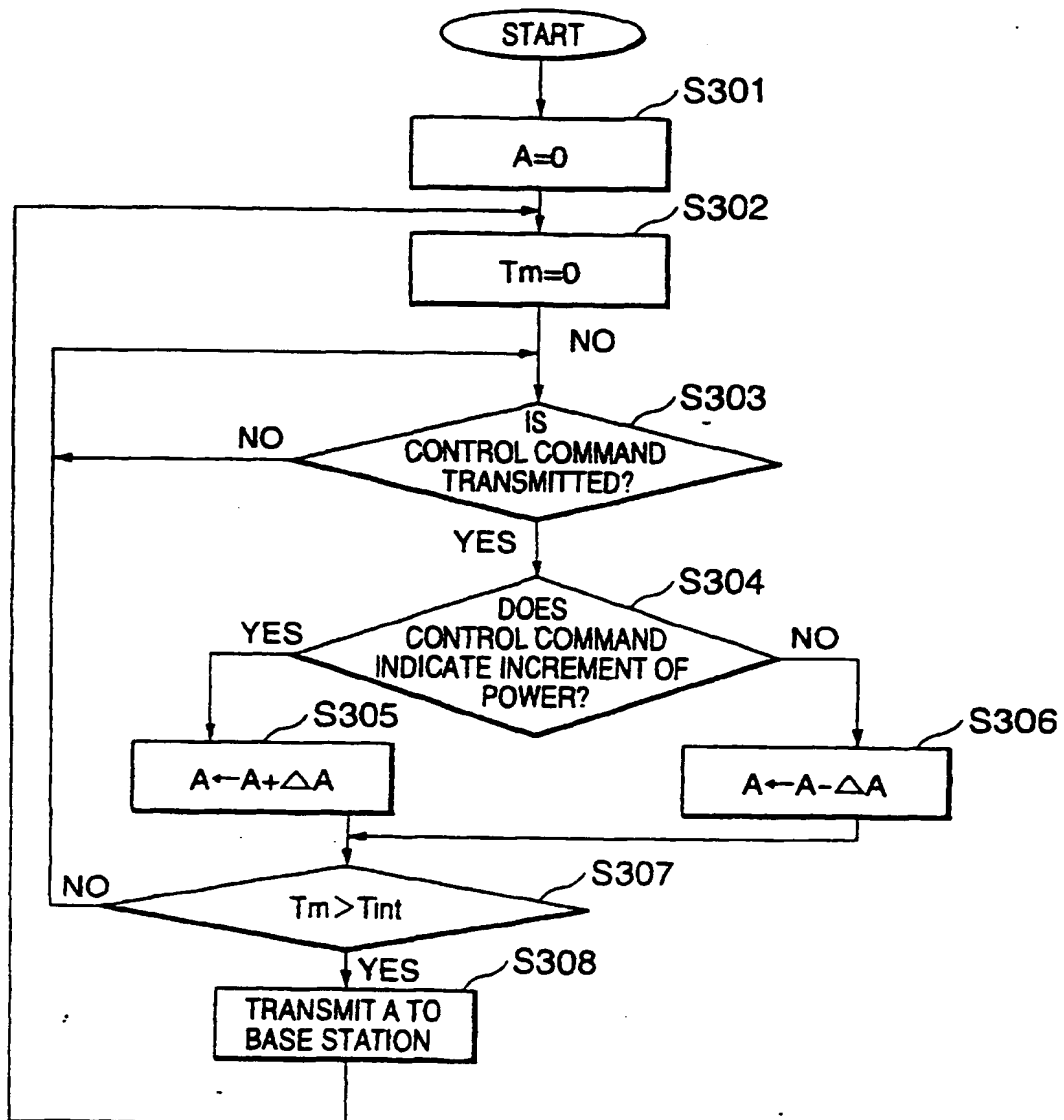 START
S301
A=0
S302
Tm=0
NO
S303
IS
CONTROL COMMAND
TRANSMITTED?
NO
YES
S304
DOES
CONTROL COMMAND
INDICATE INCREMENT OF
POWER?
YES
NO
S305
A←A+△A
S306
A←A-△A
S307
Tm>Tint
NO
YES
S308
TRANSMIT A TO
BASE STATION